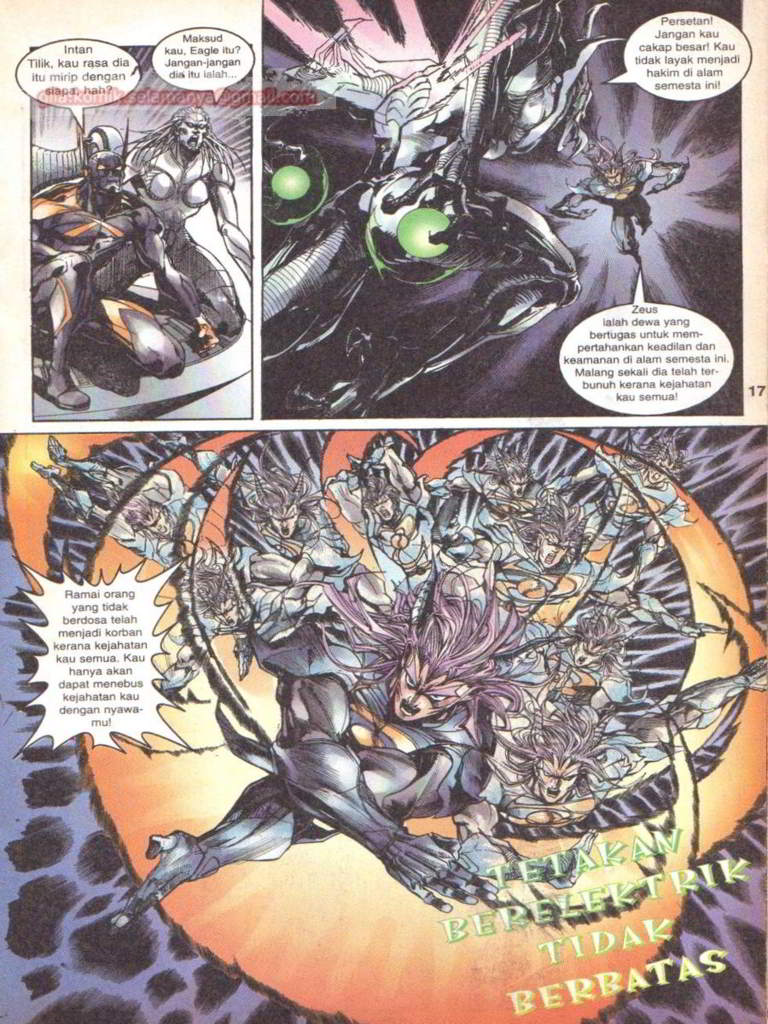 Intan
Tilik, kau rasa dia
itu mirip dengan
siapa, hah?
Maksud
kau, Eagle itu?
Jangan-jangan
dia itu ialah...
Persetan!
Jangan kau
cakap besar! Kau
tidak layak menjadi
hakim di alam
semesta ini!
Zeus
ialah dewa yang
bertugas untuk mem-
pertahankan keadilan dan
keamanan di alam semesta ini.
Malang sekali dia telah ter-
bunuh kerana kejahatan
kau semua!
17
Ramai orang
yang tidak
berdosa telah
menjadi korban
kerana kejahatan
kau semua. Kau
hanya akan
dapat menebus
kejahatan kau
dengan nyawa-
mu!
TETAKAN
BERELEKTRIK
TIDAK
BERBATAS